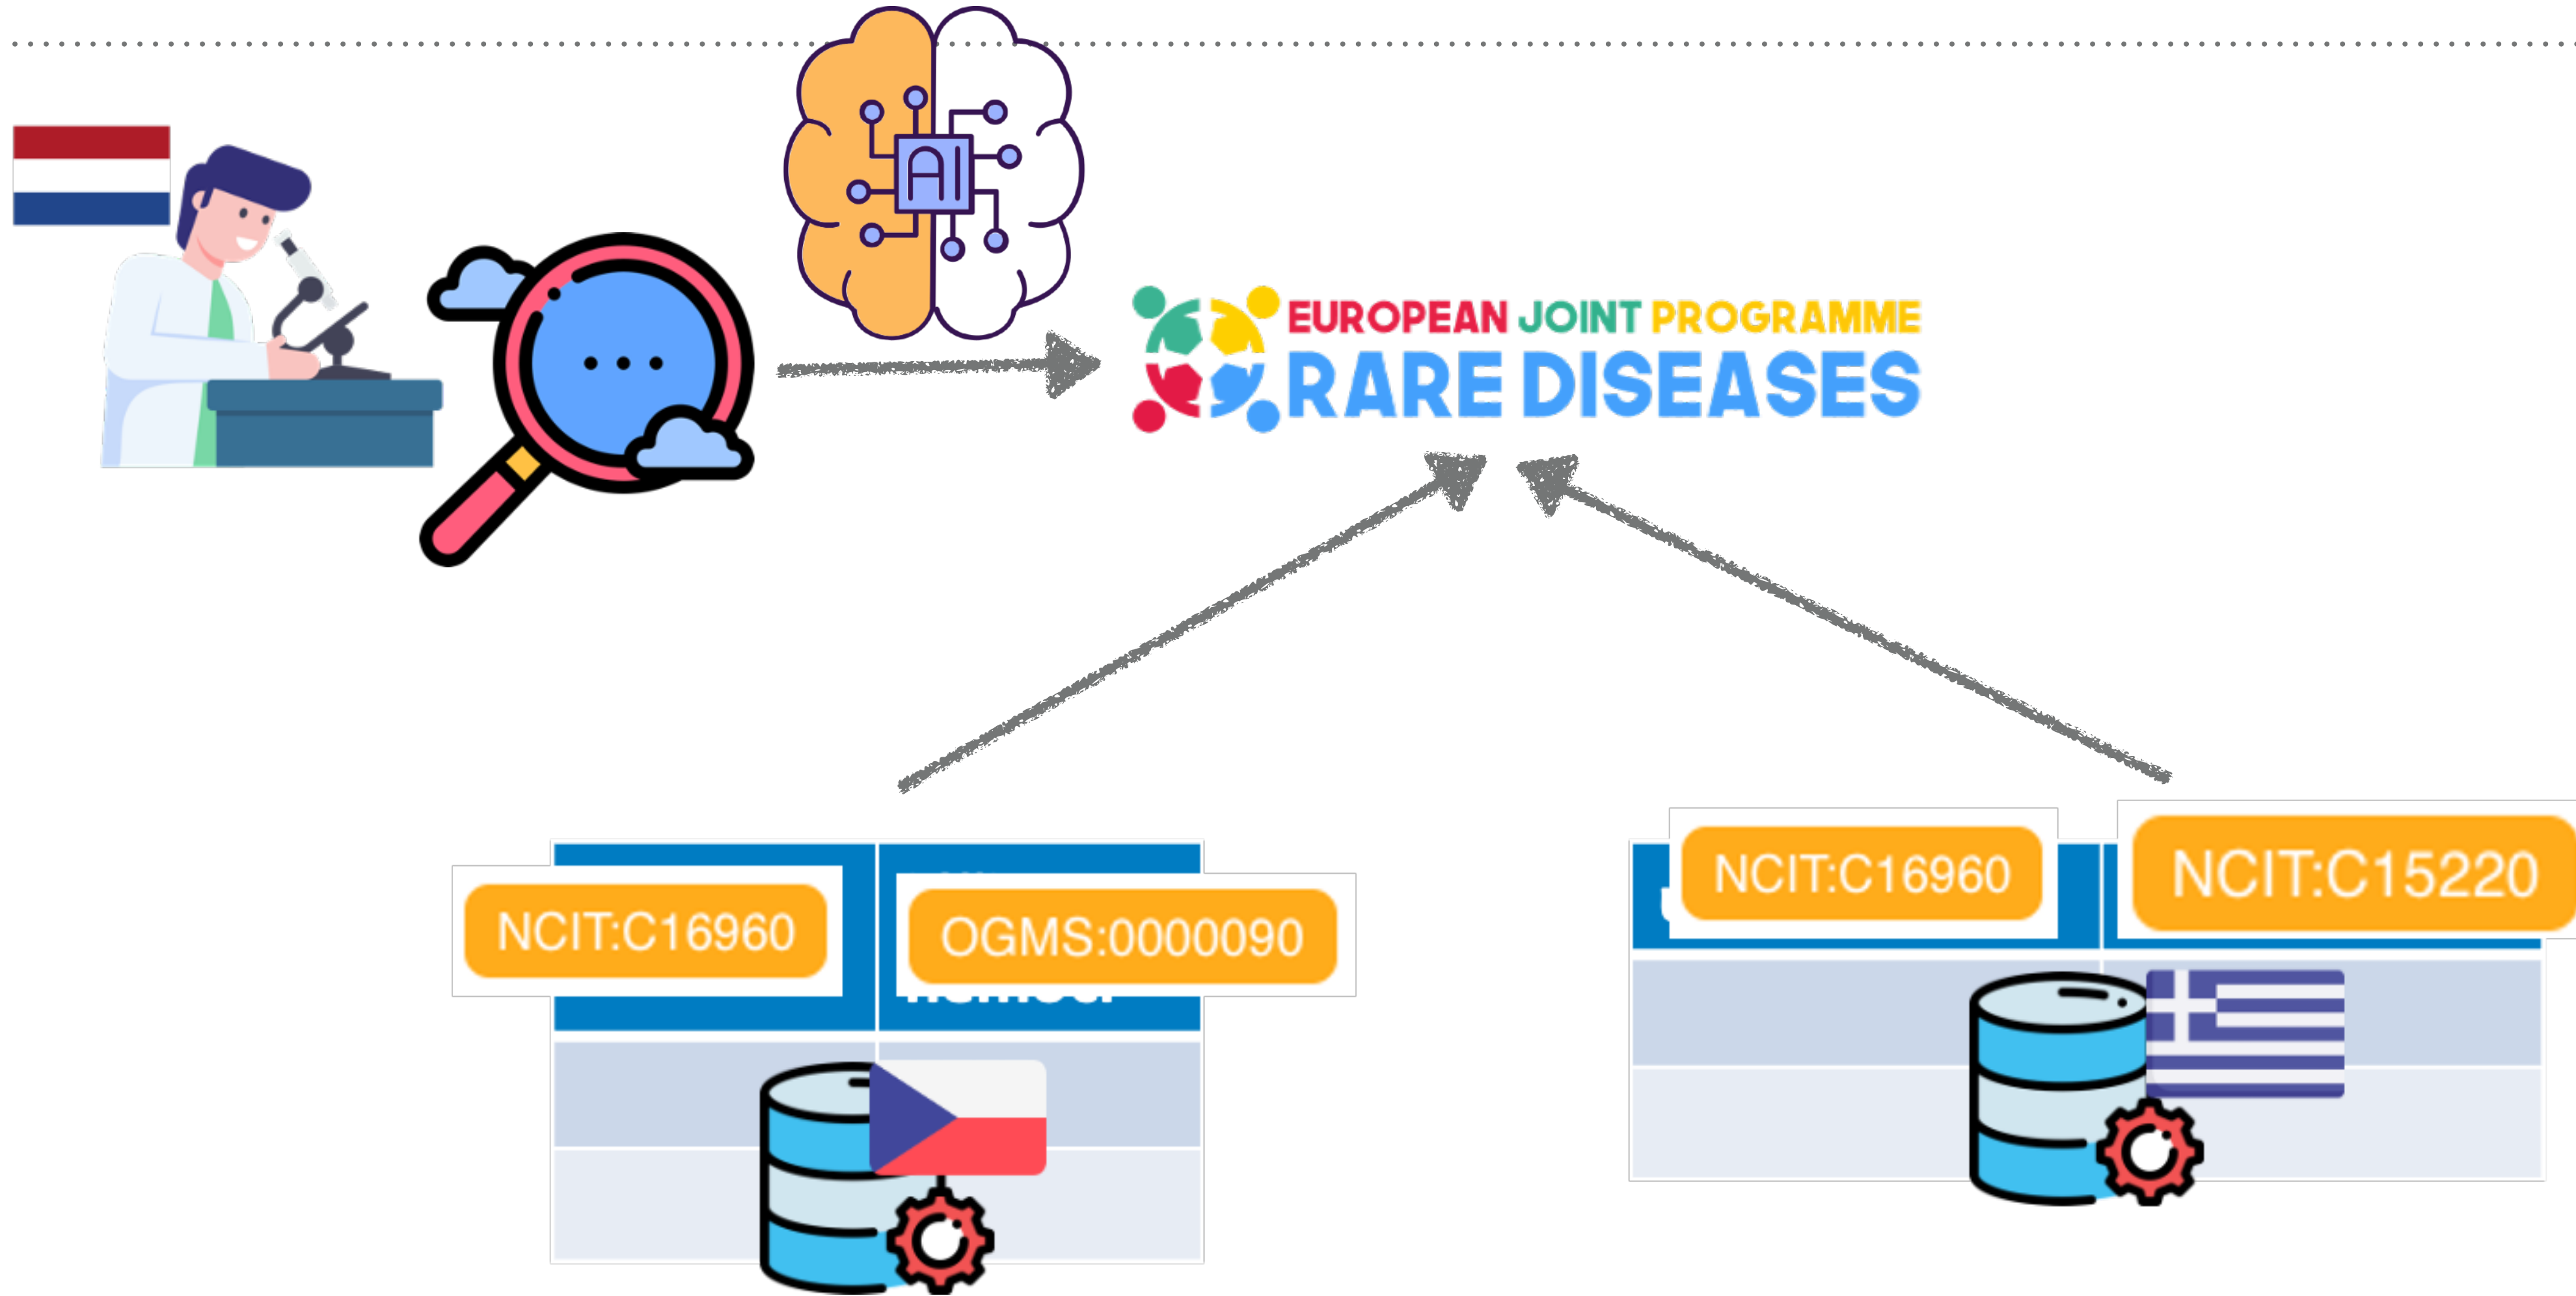 AI
EUROPEAN JOINT PROGRAMME
RARE DISEASES
NCIT:C16960
OGMS:0000090
NCIT:C16960
NCIT:C15220